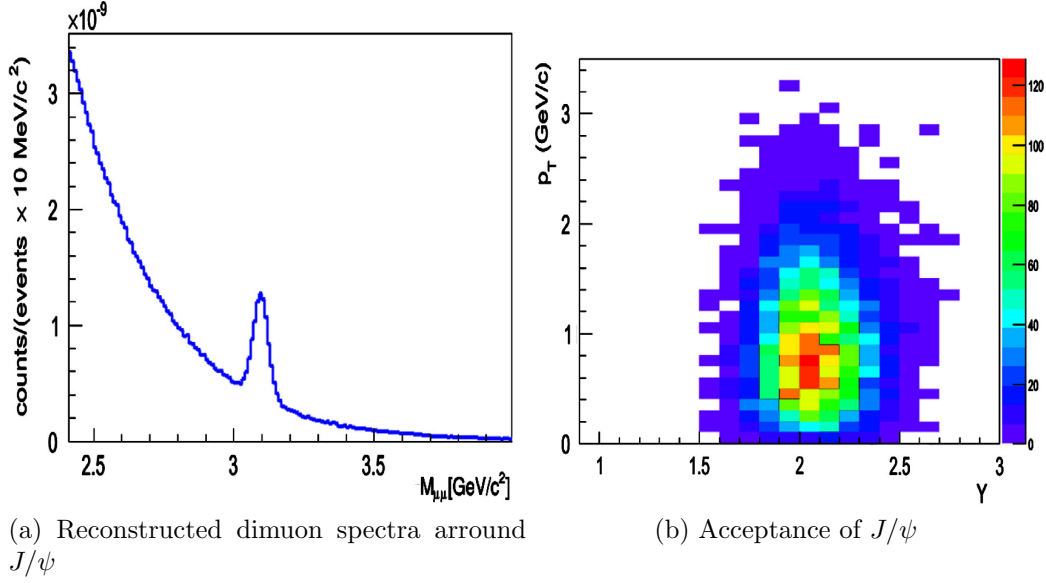 ×10⁻⁹
counts/(events × 10 MeV/c²)
3
2
1
0
2.5 3 3.5
M_μμ[GeV/c²]
p_T (GeV/c)
3
2
1
0
1 1.5 2 2.5 3
Y
120
100
80
60
40
20
0
(a) Reconstructed dimuon spectra arround
J/ψ
(b) Acceptance of J/ψ